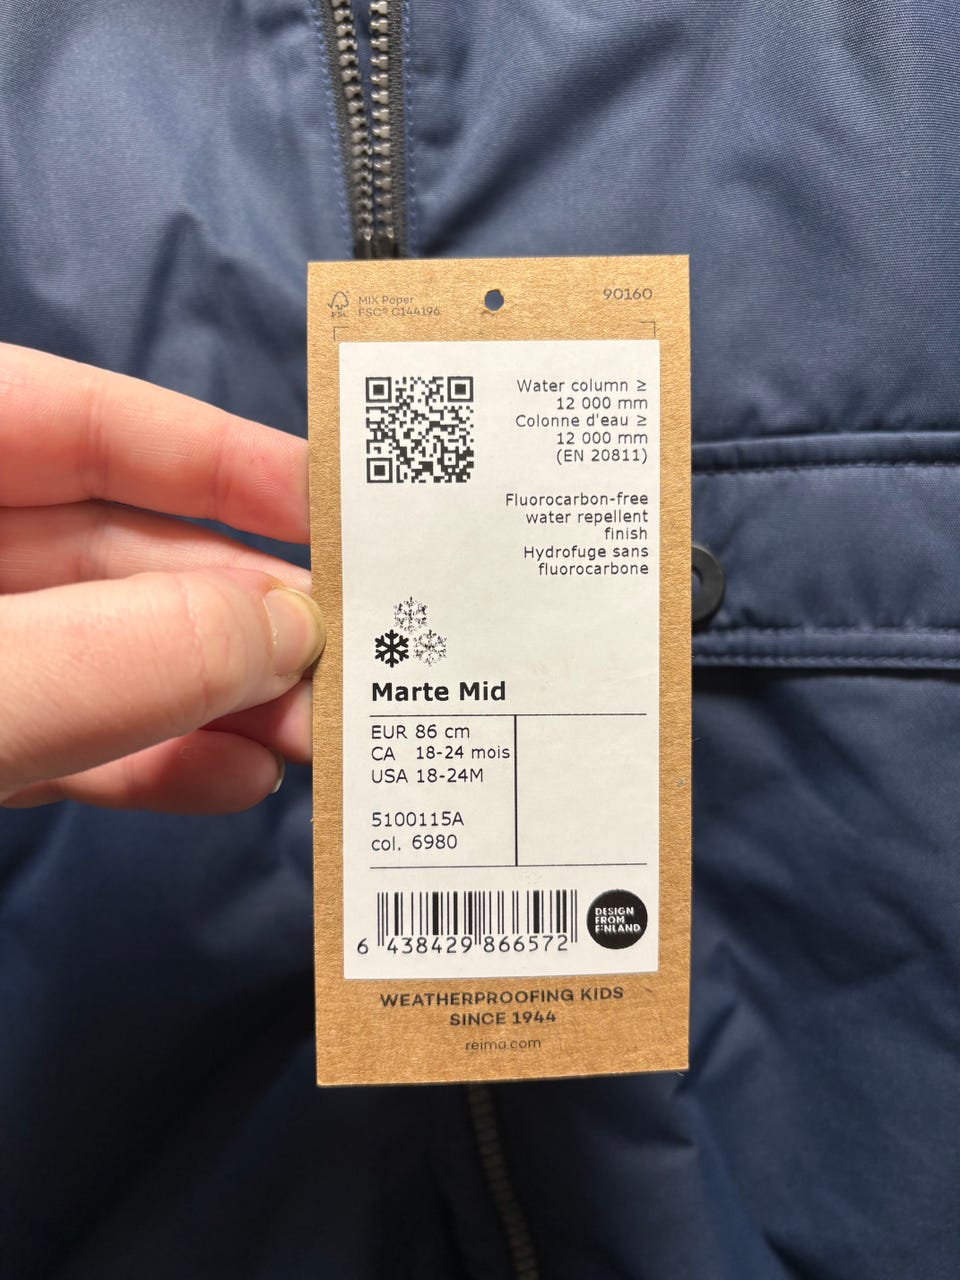 MIX Paper
FSC® C144196
FSC
90160
Water column ≥
12 000 mm
Colonne d'eau ≥
12 000 mm
(EN 20811)
Fluorocarbon-free
water repellent
finish
Hydrofuge sans
fluorocarbone
Marte Mid
EUR 86 cm
CA 18-24 mois
USA 18-24M
5100115A
col. 6980
6 438429 866572
DESIGN
FROM
FINLAND
WEATHERPROOFING KIDS
SINCE 1944
reima.com